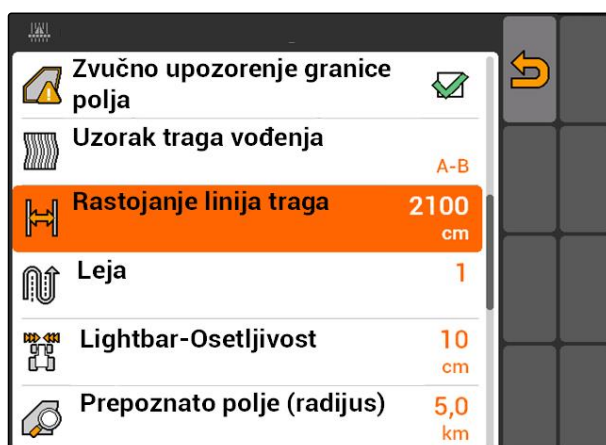 Zvučno upozorenje granice
polja
Uzorak traga vođenja
A-B
Rastojanje linija traga
2100
cm
Leja
1
Lightbar-Osetljivost
10
cm
Prepoznato polje (radijus)
5,0
km